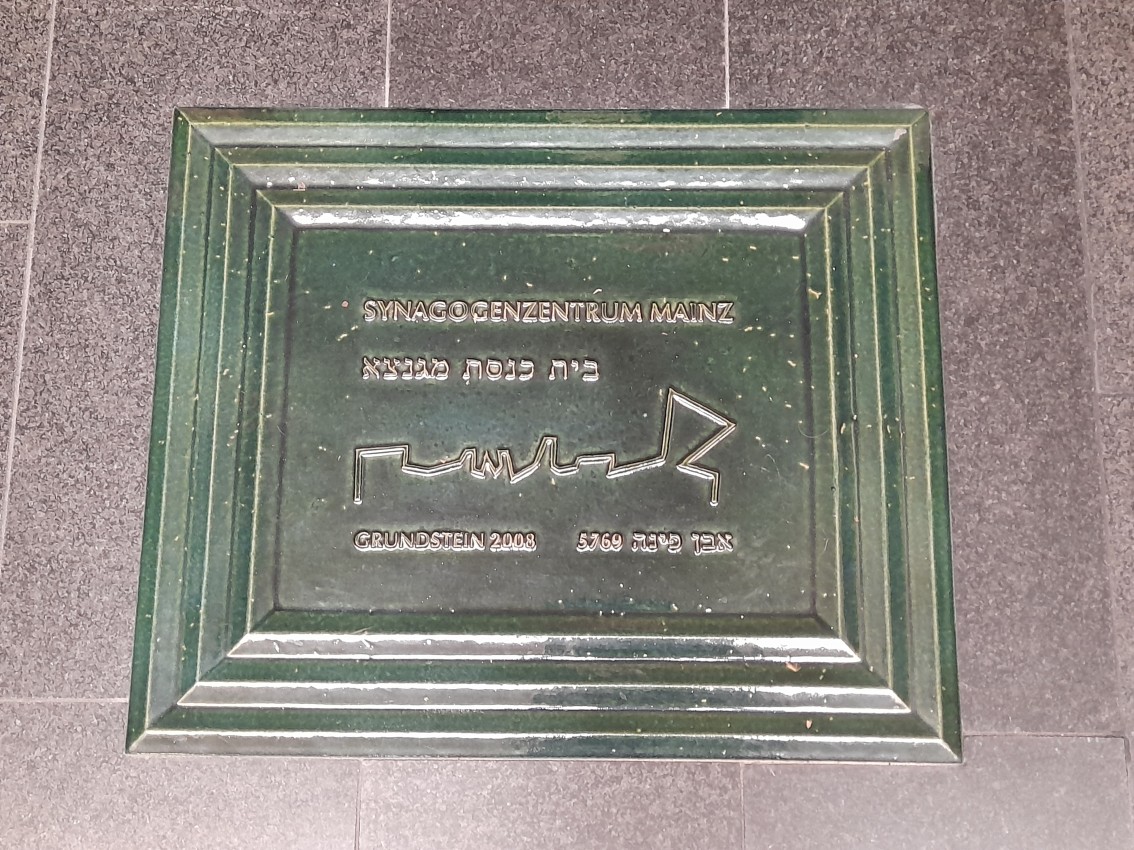 SYNAGOGENZENTRUM MAINZ
בית כנסת מגנצא
GRUNDSTEIN 2008 5769 אבן פינה